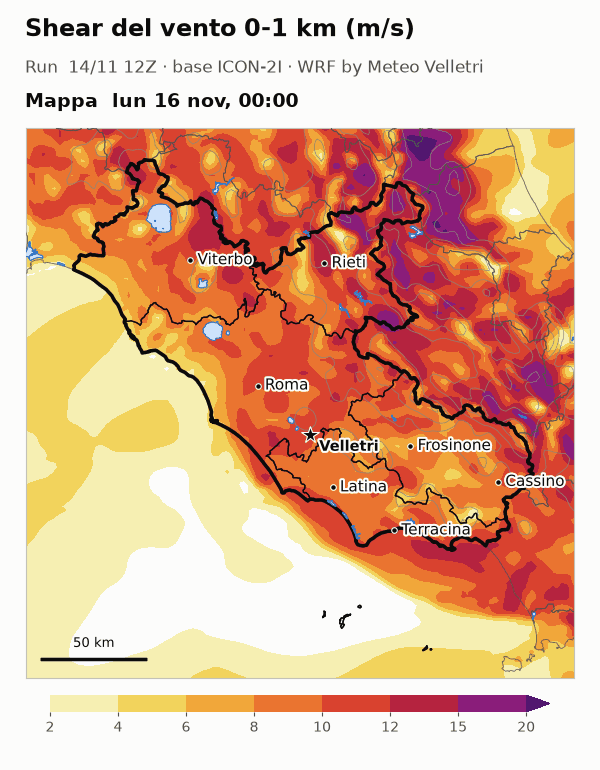 Shear del vento 0-1 km (m/s)
Run  14/11 12Z · base ICON-2I · WRF by Meteo Velletri
Mappa  lun 16 nov, 00:00
Viterbo
Rieti
Roma
Velletri
Frosinone
Latina
Cassino
Terracina
50 km
2 4 6 8 10 12 15 20